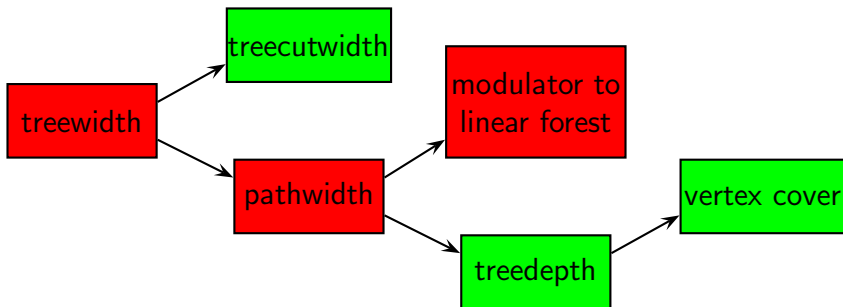 treecutwidth
modulator to
linear forest
treewidth
pathwidth
vertex cover
treedepth